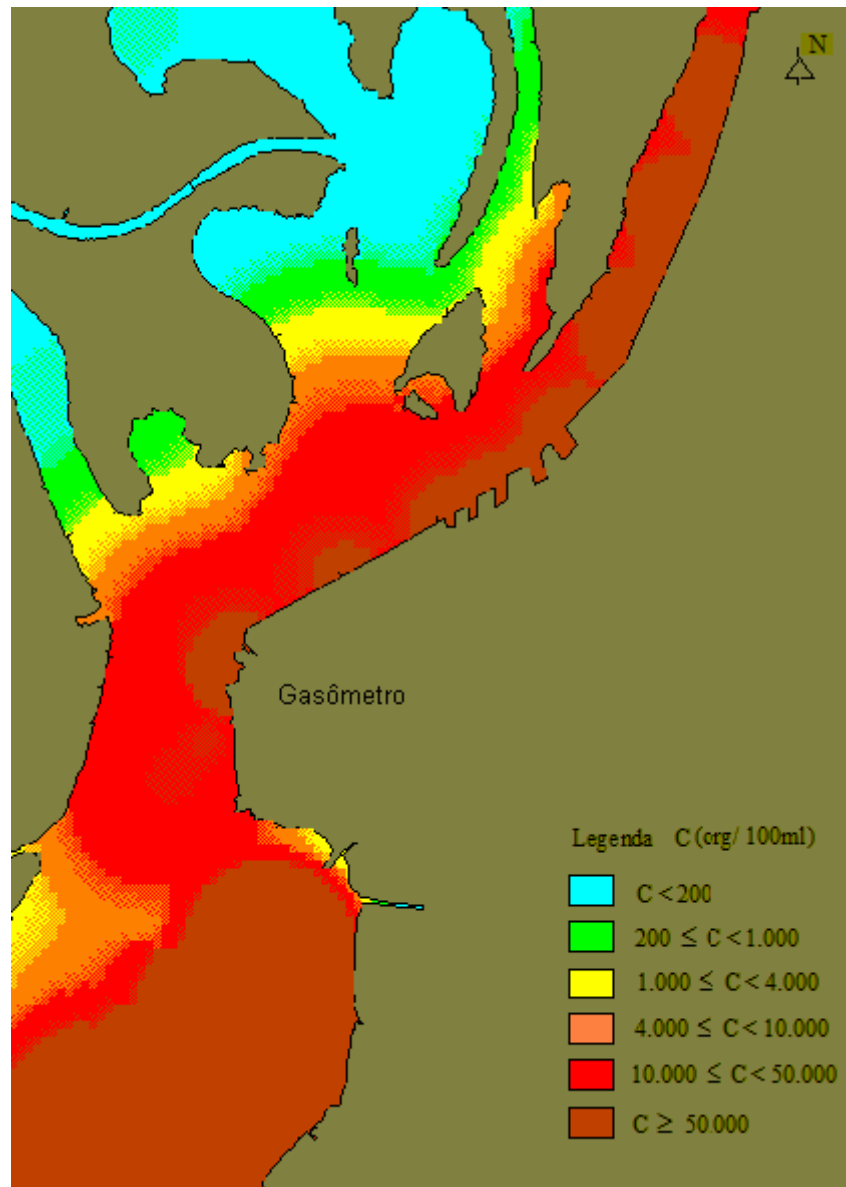 N
Gasômetro
Legenda C (org/ 100ml)
C < 200
200 ≤ C < 1.000
1.000 ≤ C < 4.000
4.000 ≤ C < 10.000
10.000 ≤ C < 50.000
C ≥ 50.000